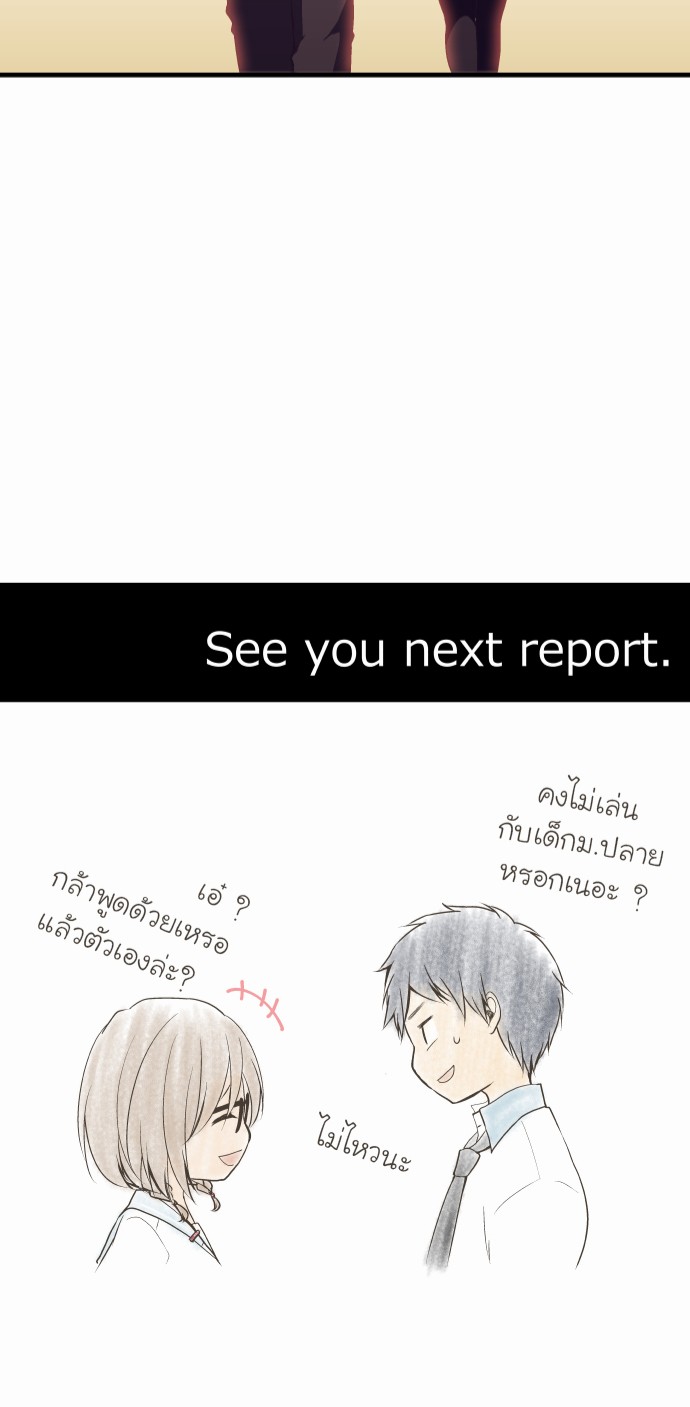 See you next report.
คงไม่เล่น
กับเด็กม.ปลาย
หรอกเนอะ ?
เอ๋ ?
กล้าพูดด้วยเหรอ
แล้วตัวเองล่ะ?
ไม่ไหวนะ